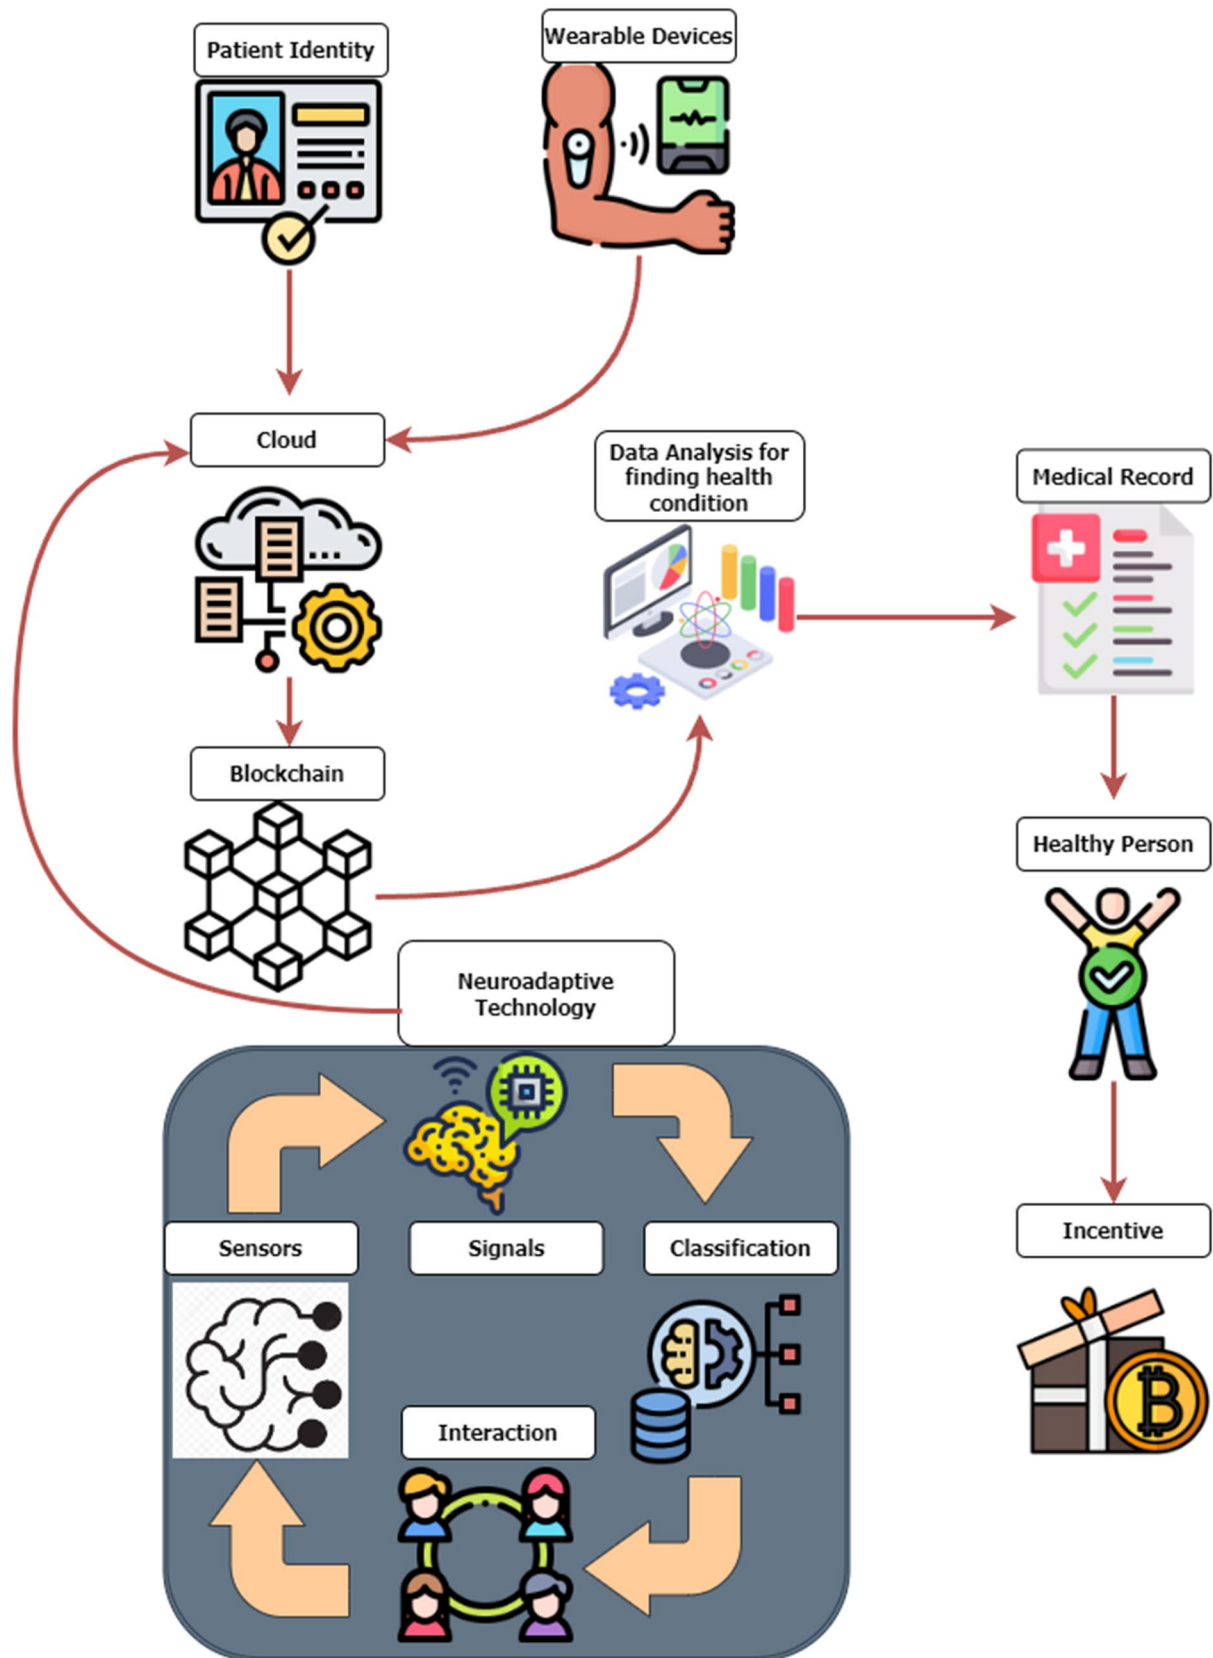 Patient Identity
Wearable Devices
Cloud
Data Analysis for
finding health
condition
Medical Record
Blockchain
Healthy Person
Neuroadaptive
Technology
Sensors
Signals
Classification
Incentive
Interaction